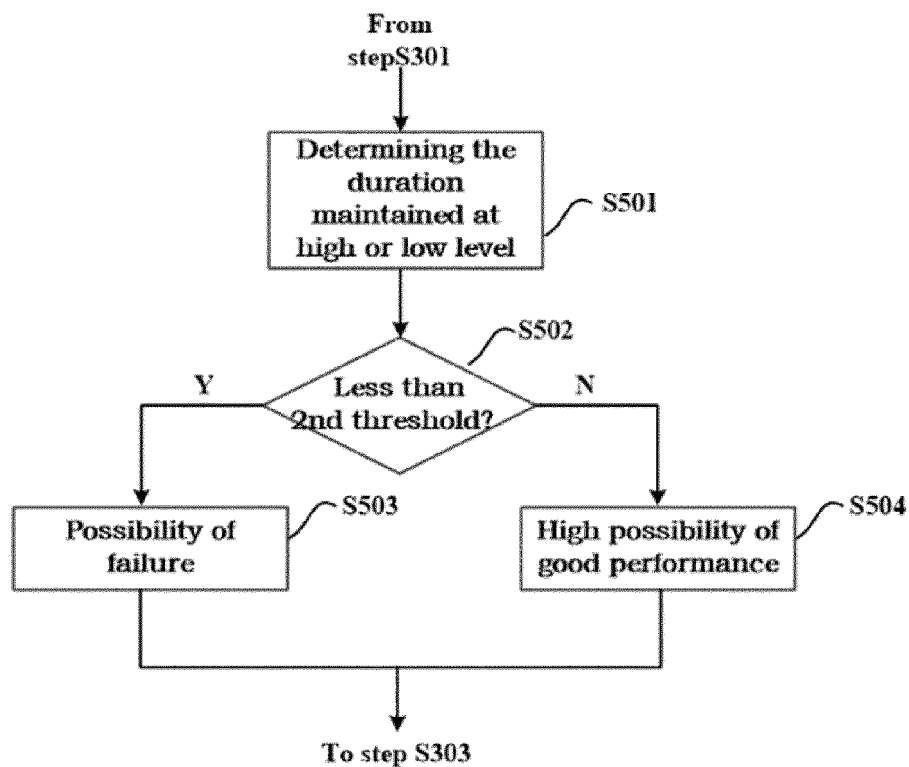 From
stepS301
Determining the
duration
maintained at
high or low level
S501
S502
Y
Less than
2nd threshold?
N
S503
Possibility of
failure
S504
High possibility of
good performance
To step S303